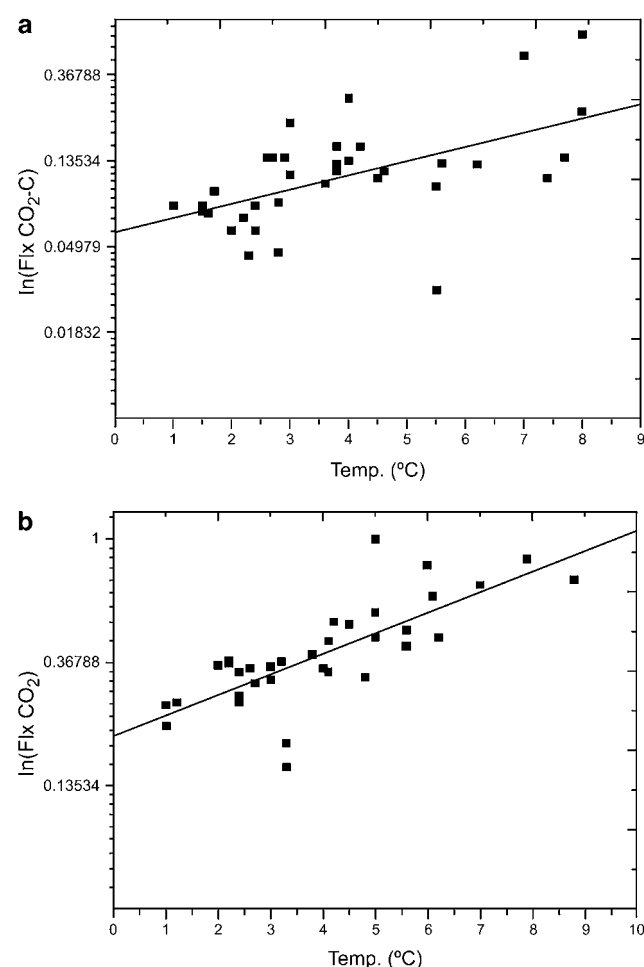 a
0.36788
0.13534
0.04979
0.01832
ln(Flx CO₂-C)
0 1 2 3 4 5 6 7 8 9
Temp. (ºC)
b
1
0.36788
0.13534
ln(Flx CO₂)
0 1 2 3 4 5 6 7 8 9 10
Temp. (ºC)